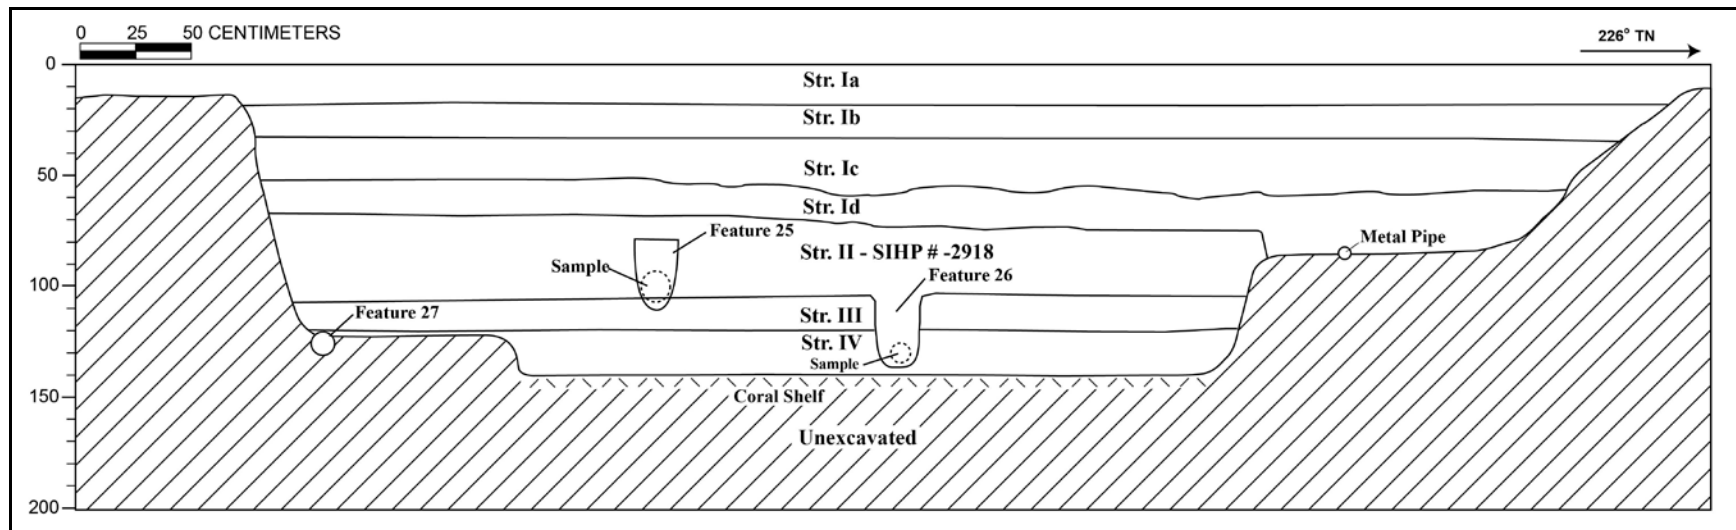 0 25 50 CENTIMETERS
226° TN
0
Str. Ia
Str. Ib
Str. Ic
50
Str. Id
Feature 25
Metal Pipe
Str. II - SIHP # -2918
Sample
Feature 26
100
Feature 27
Str. III
Str. IV
Sample
Coral Shelf
150
Unexcavated
200